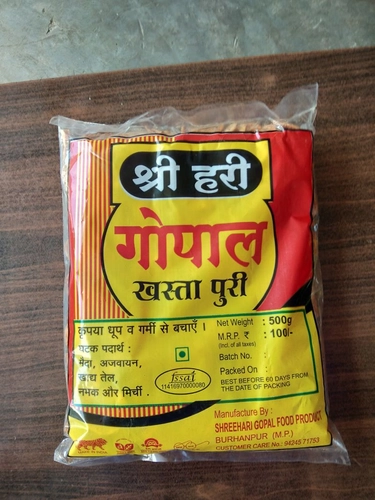 श्री हरी
गोपाल
खस्ता पुरी
कृपया धूप व गर्मी से बचाएँ ।
घटक पदार्थ :
मैदा, अजवायन,
खाद्य तेल,
नमक और मिर्ची .
fssai
11416970000080
Net Weight : 500g
M.R.P. ₹ : 100/-
(Incl. of all taxes)
Batch No. :
Packed On :
BEST BEFORE 60 DAYS FROM
THE DATE OF PACKING
Manufacture By :
SHREEHARI GOPAL FOOD PRODUCT
BURHANPUR (M.P.)
CUSTOMER CARE No.: 94245 71753